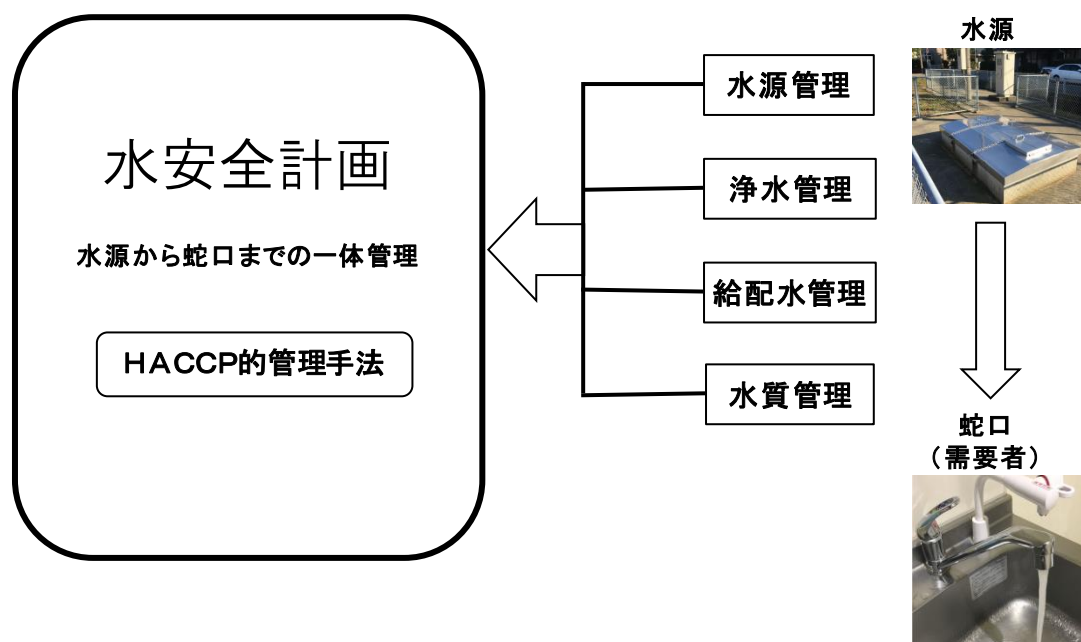 水安全計画
水源から蛇口までの一体管理
ＨＡＣＣＰ的管理手法
水源管理
浄水管理
給配水管理
水質管理
水源
蛇口
（需要者）